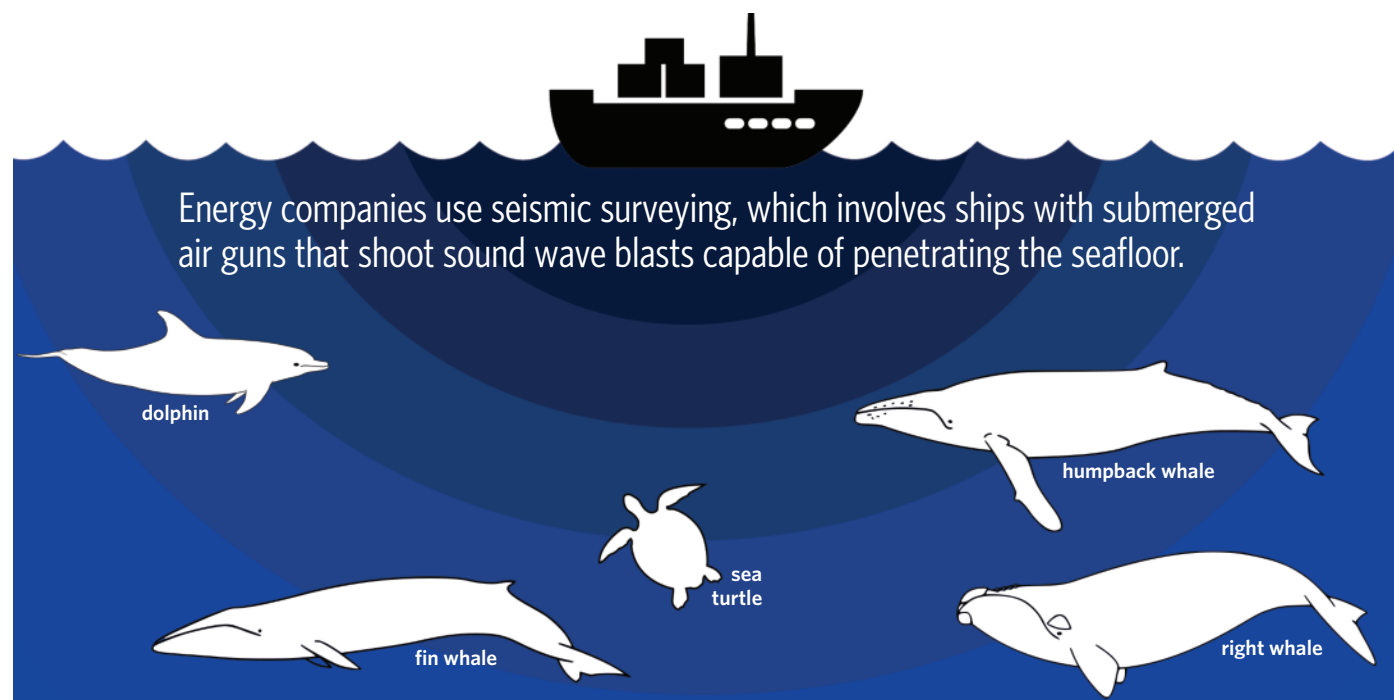 Energy companies use seismic surveying, which involves ships with submerged
air guns that shoot sound wave blasts capable of penetrating the seafloor.
dolphin
humpback whale
sea
turtle
fin whale
right whale